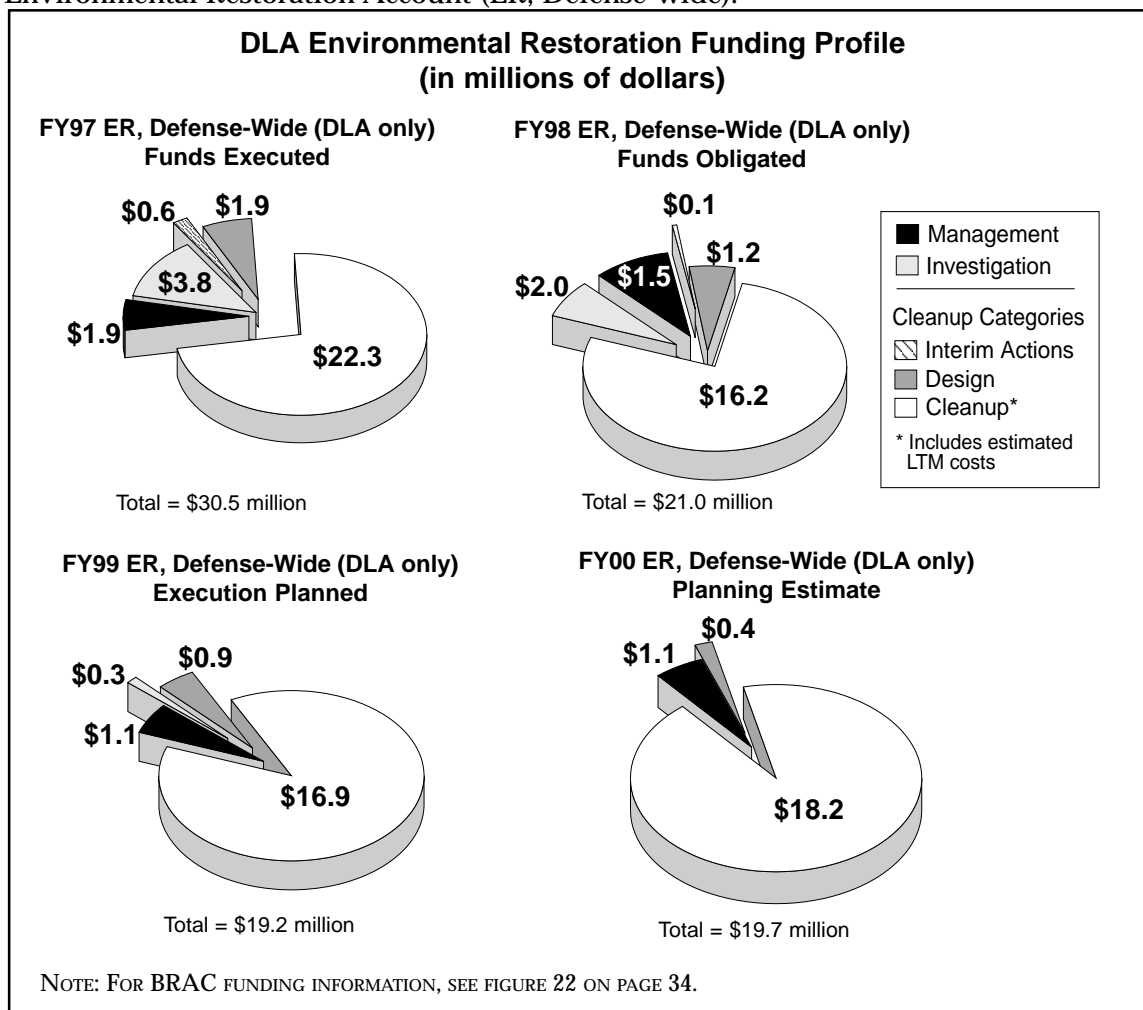 Environmental Restoration Account (ER, Defense-wide).
DLA Environmental Restoration Funding Profile
(in millions of dollars)
FY97 ER, Defense-Wide (DLA only)
Funds Executed
$0.6
$1.9
$3.8
$1.9
$22.3
Total = $30.5 million
FY98 ER, Defense-Wide (DLA only)
Funds Obligated
$0.1
$1.2
$1.5
$2.0
$16.2
Total = $21.0 million
Management
Investigation
Cleanup Categories
Interim Actions
Design
Cleanup*
* Includes estimated
LTM costs
FY99 ER, Defense-Wide (DLA only)
Execution Planned
$0.9
$0.3
$1.1
$16.9
Total = $19.2 million
FY00 ER, Defense-Wide (DLA only)
Planning Estimate
$0.4
$1.1
$18.2
Total = $19.7 million
NOTE: FOR BRAC FUNDING INFORMATION, SEE FIGURE 22 ON PAGE 34.